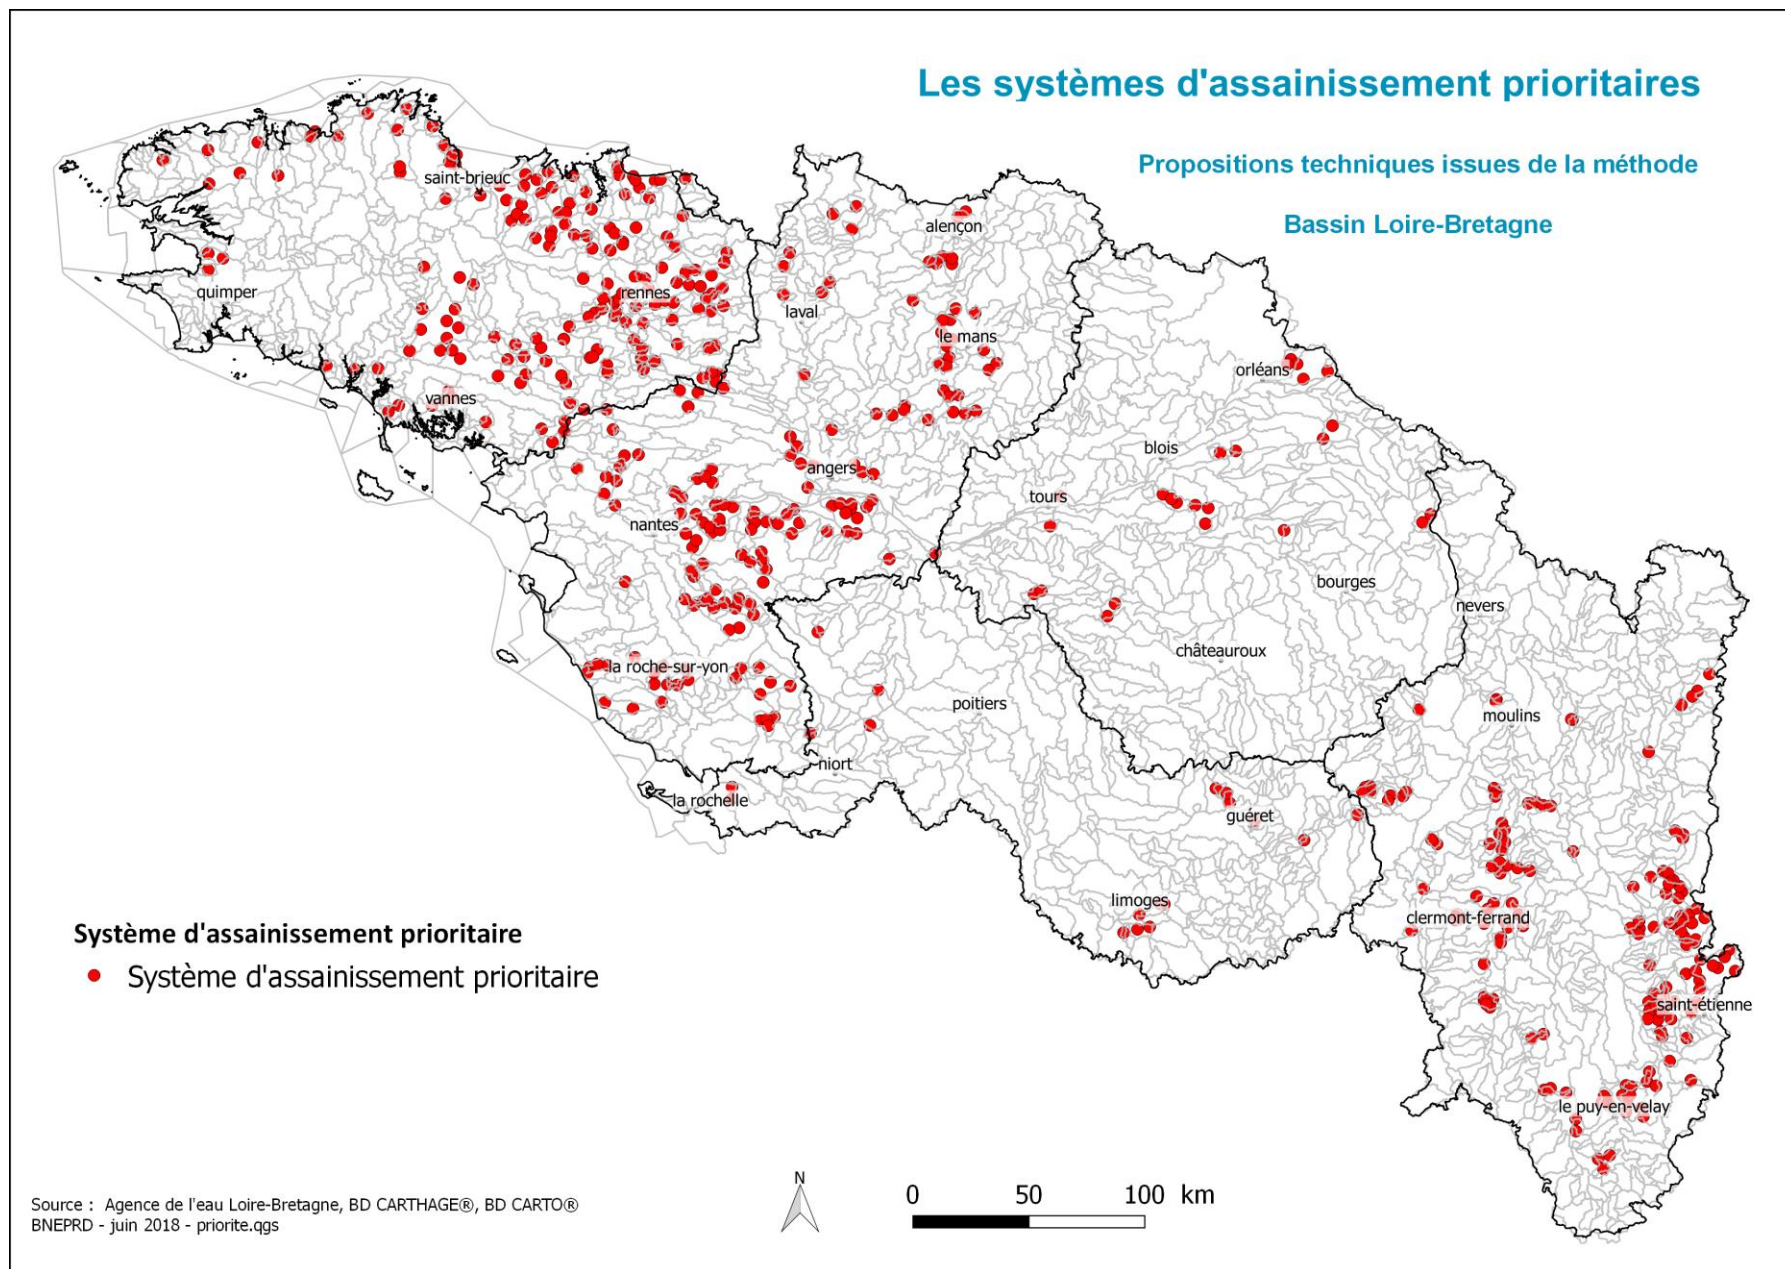 Les systèmes d'assainissement prioritaires
Propositions techniques issues de la méthode
Bassin Loire-Bretagne
saint-brieuc
alençon
quimper
rennes
laval
le mans
orléans
vannes
blois
angers
tours
nantes
bourges
nevers
châteauroux
la roche-sur-yon
poitiers
moulins
niort
la rochelle
guéret
limoges
clermont-ferrand
saint-étienne
le puy-en-velay
Système d'assainissement prioritaire
Système d'assainissement prioritaire
N
0 50 100 km
Source : Agence de l'eau Loire-Bretagne, BD CARTHAGE®, BD CARTO®
BNEPRD - juin 2018 - priorite.qgs